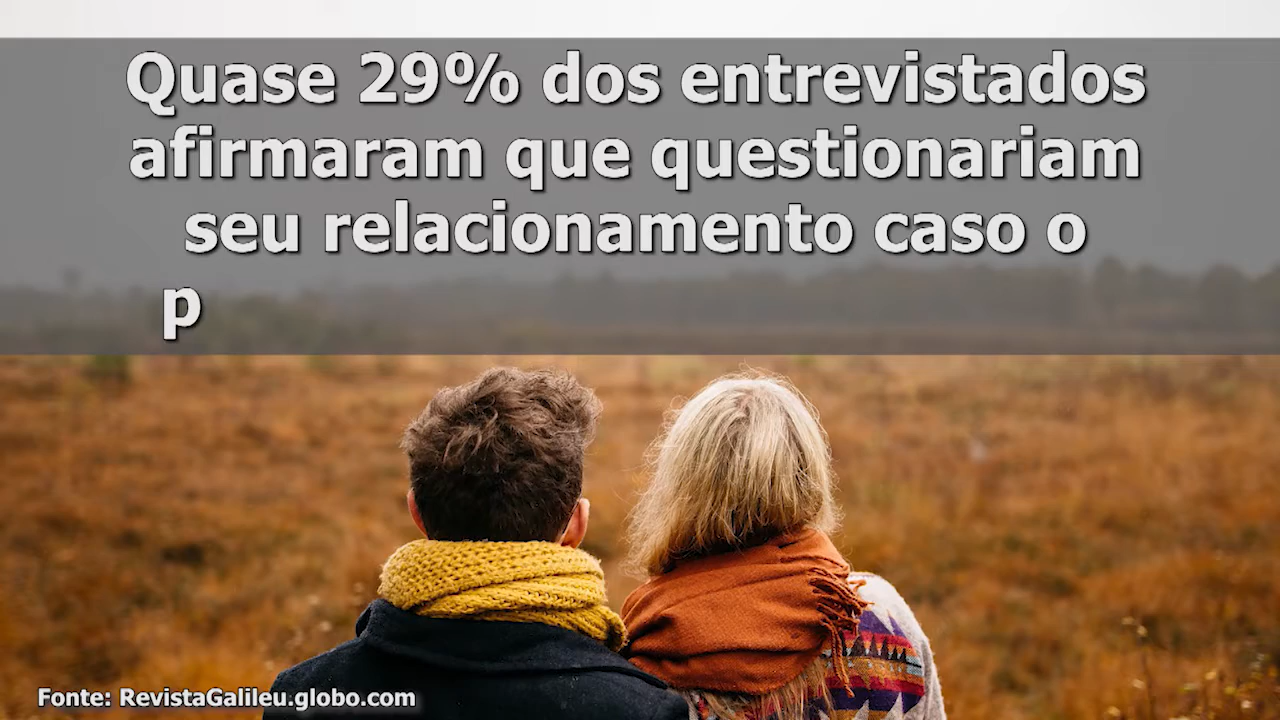 Quase 29% dos entrevistados
afirmaram que questionariam
seu relacionamento caso o
p
Fonte: RevistaGalileu.globo.com